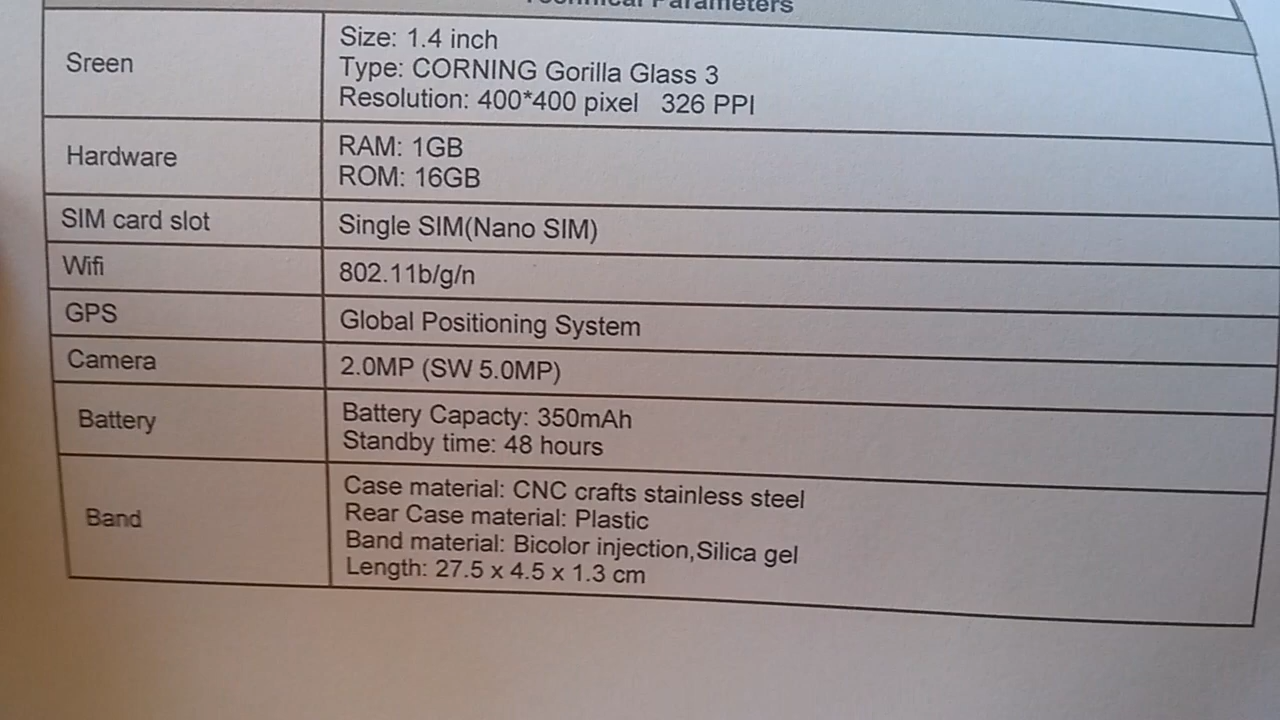 Technical Parameters
Sreen
Size: 1.4 inch
Type: CORNING Gorilla Glass 3
Resolution: 400*400 pixel 326 PPI
Hardware
RAM: 1GB
ROM: 16GB
SIM card slot
Single SIM(Nano SIM)
Wifi
802.11b/g/n
GPS
Global Positioning System
Camera
2.0MP (SW 5.0MP)
Battery
Battery Capacty: 350mAh
Standby time: 48 hours
Band
Case material: CNC crafts stainless steel
Rear Case material: Plastic
Band material: Bicolor injection,Silica gel
Length: 27.5 x 4.5 x 1.3 cm